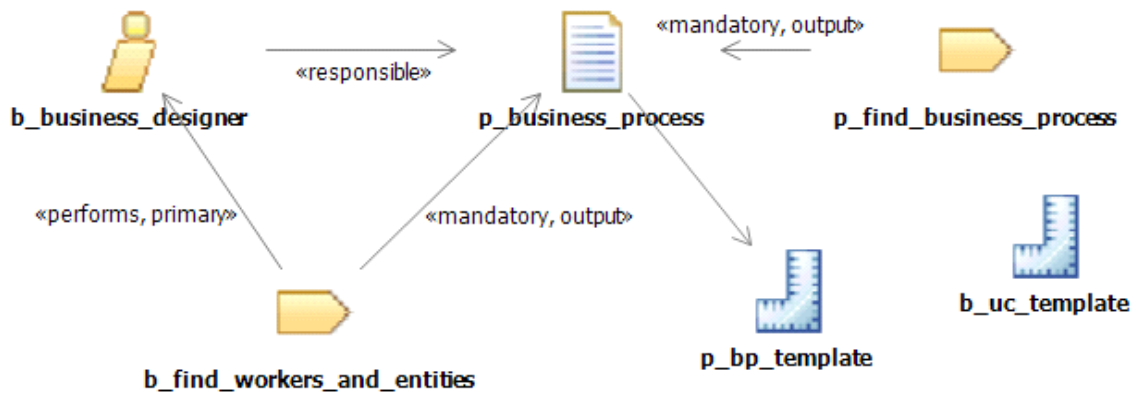 «mandatory, output»
«responsible»
b_business_designer
p_business_process
p_find_business_process
«performs, primary»
«mandatory, output»
b_uc_template
p_bp_template
b_find_workers_and_entities